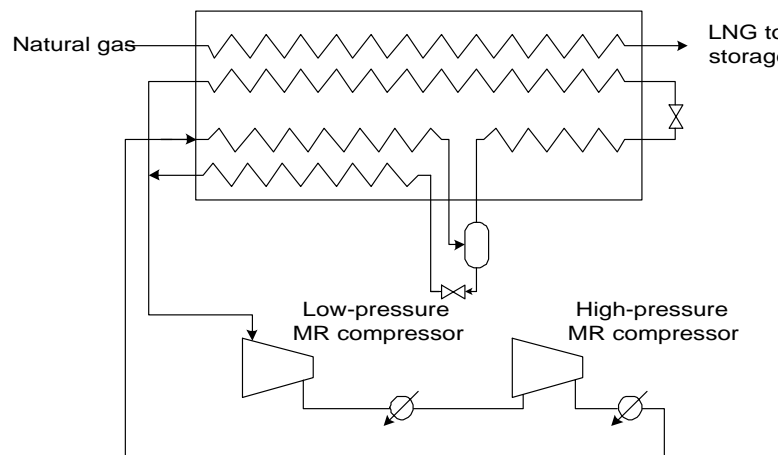 Natural gas
LNG to
storage
Low-pressure
MR compressor
High-pressure
MR compressor